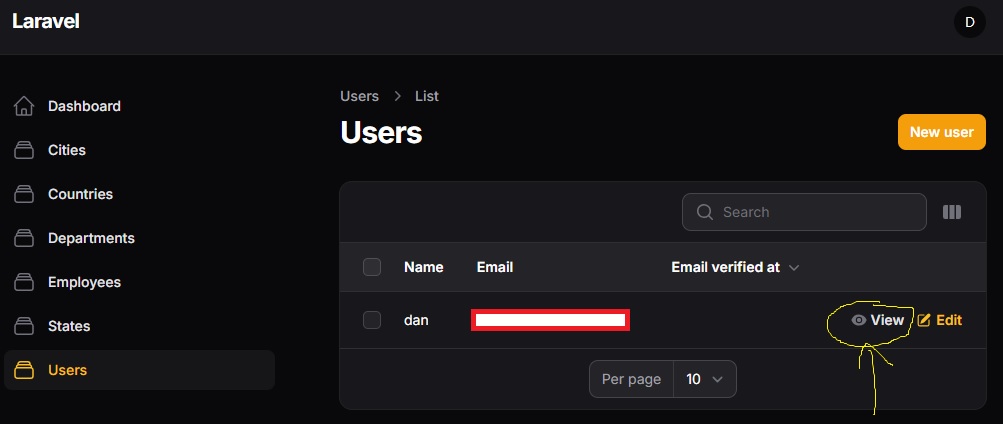 Laravel
D
Dashboard
Cities
Countries
Departments
Employees
States
Users
Users > List
Users
New user
Search
Name Email Email verified at
dan View Edit
Per page 10